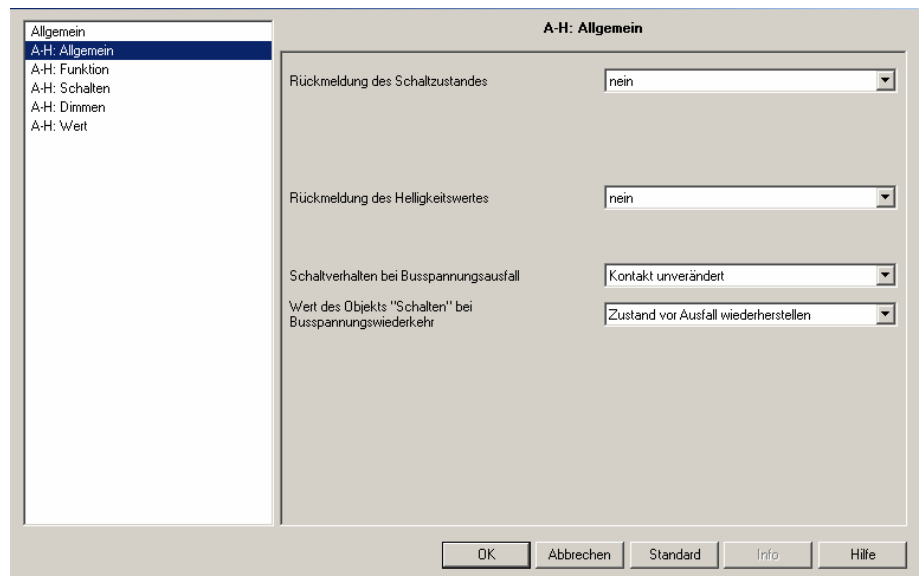 Allgemein
A-H: Allgemein
A-H: Funktion
A-H: Schalten
A-H: Dimmen
A-H: Wert
A-H: Allgemein
Rückmeldung des Schaltzustandes
nein
Rückmeldung des Helligkeitswertes
nein
Schaltverhalten bei Busspannungsausfall
Kontakt unverändert
Wert des Objekts "Schalten" bei
Busspannungswiederkehr
Zustand vor Ausfall wiederherstellen
OK
Abbrechen
Standard
Info
Hilfe